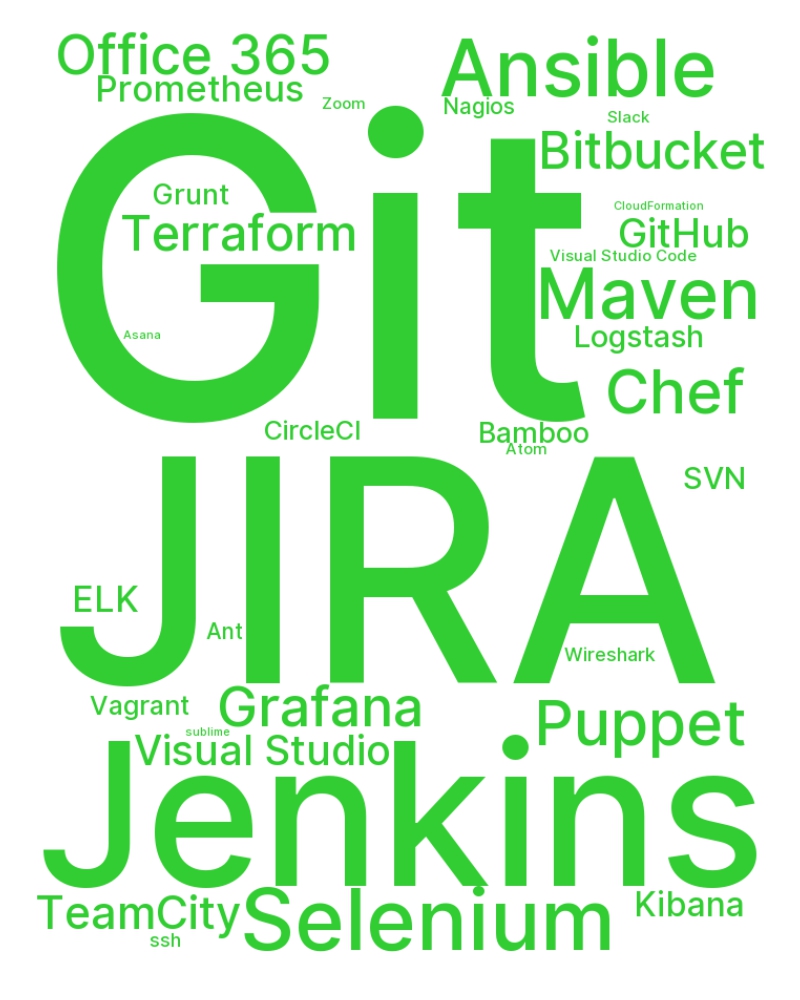 Office 365
Ansible
Prometheus
Zoom
Nagios
Slack
Git
Bitbucket
Grunt
CloudFormation
Terraform
GitHub
Visual Studio Code
Maven
Asana
Logstash
Chef
CircleCI
Bamboo
Atom
JIRA
SVN
ELK
Ant
Wireshark
Vagrant
Grafana
Puppet
sublime
Visual Studio
Jenkins
TeamCity
Selenium
Kibana
ssh